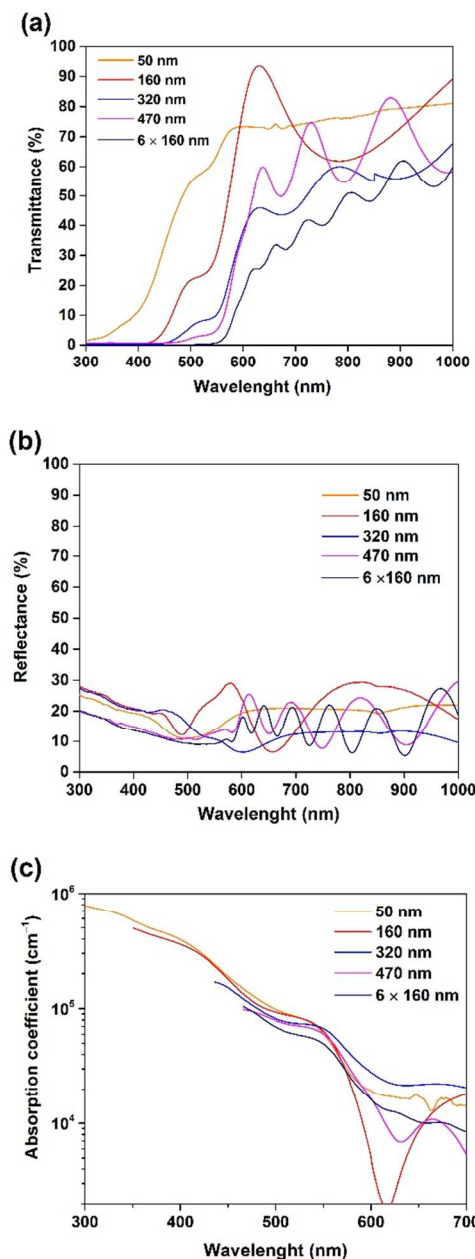 (a)
100
90
80
70
60
50
40
30
20
10
0
Transmittance (%)
50 nm
160 nm
320 nm
470 nm
6 × 160 nm
300 400 500 600 700 800 900 1000
Wavelenght (nm)
(b)
100
90
80
70
60
50
40
30
20
10
0
Reflectance (%)
50 nm
160 nm
320 nm
470 nm
6 ×160 nm
300 400 500 600 700 800 900 1000
Wavelenght (nm)
(c)
10⁶
10⁵
10⁴
Absorption coefficient (cm⁻¹)
50 nm
160 nm
320 nm
470 nm
6 × 160 nm
300 400 500 600 700
Wavelenght (nm)